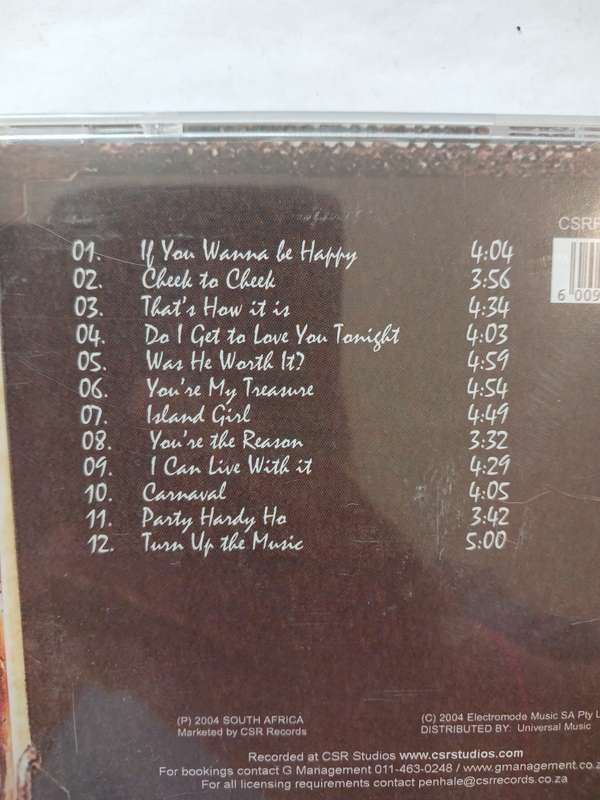 CSRF
01. If You Wanna be Happy 4:04
02. Cheek to Cheek 3:56
03. That's How it is 4:34
04. Do I Get to Love You Tonight 4:03
05. Was He Worth It? 4:59
06. You're My Treasure 4:54
07. Island Girl 4:49
08. You're the Reason 3:32
09. I Can Live With it 4:29
10. Carnaval 4:05
11. Party Hardy Ho 3:42
12. Turn Up the Music 5:00
6 009
(P) 2004 SOUTH AFRICA (C) 2004 Electromode Music SA Pty L
Marketed by CSR Records DISTRIBUTED BY: Universal Music
Recorded at CSR Studios www.csrstudios.com
For bookings contact G Management 011-463-0248 / www.gmanagement.co.z
For all licensing requirements contact penhale@csrrecords.co.za